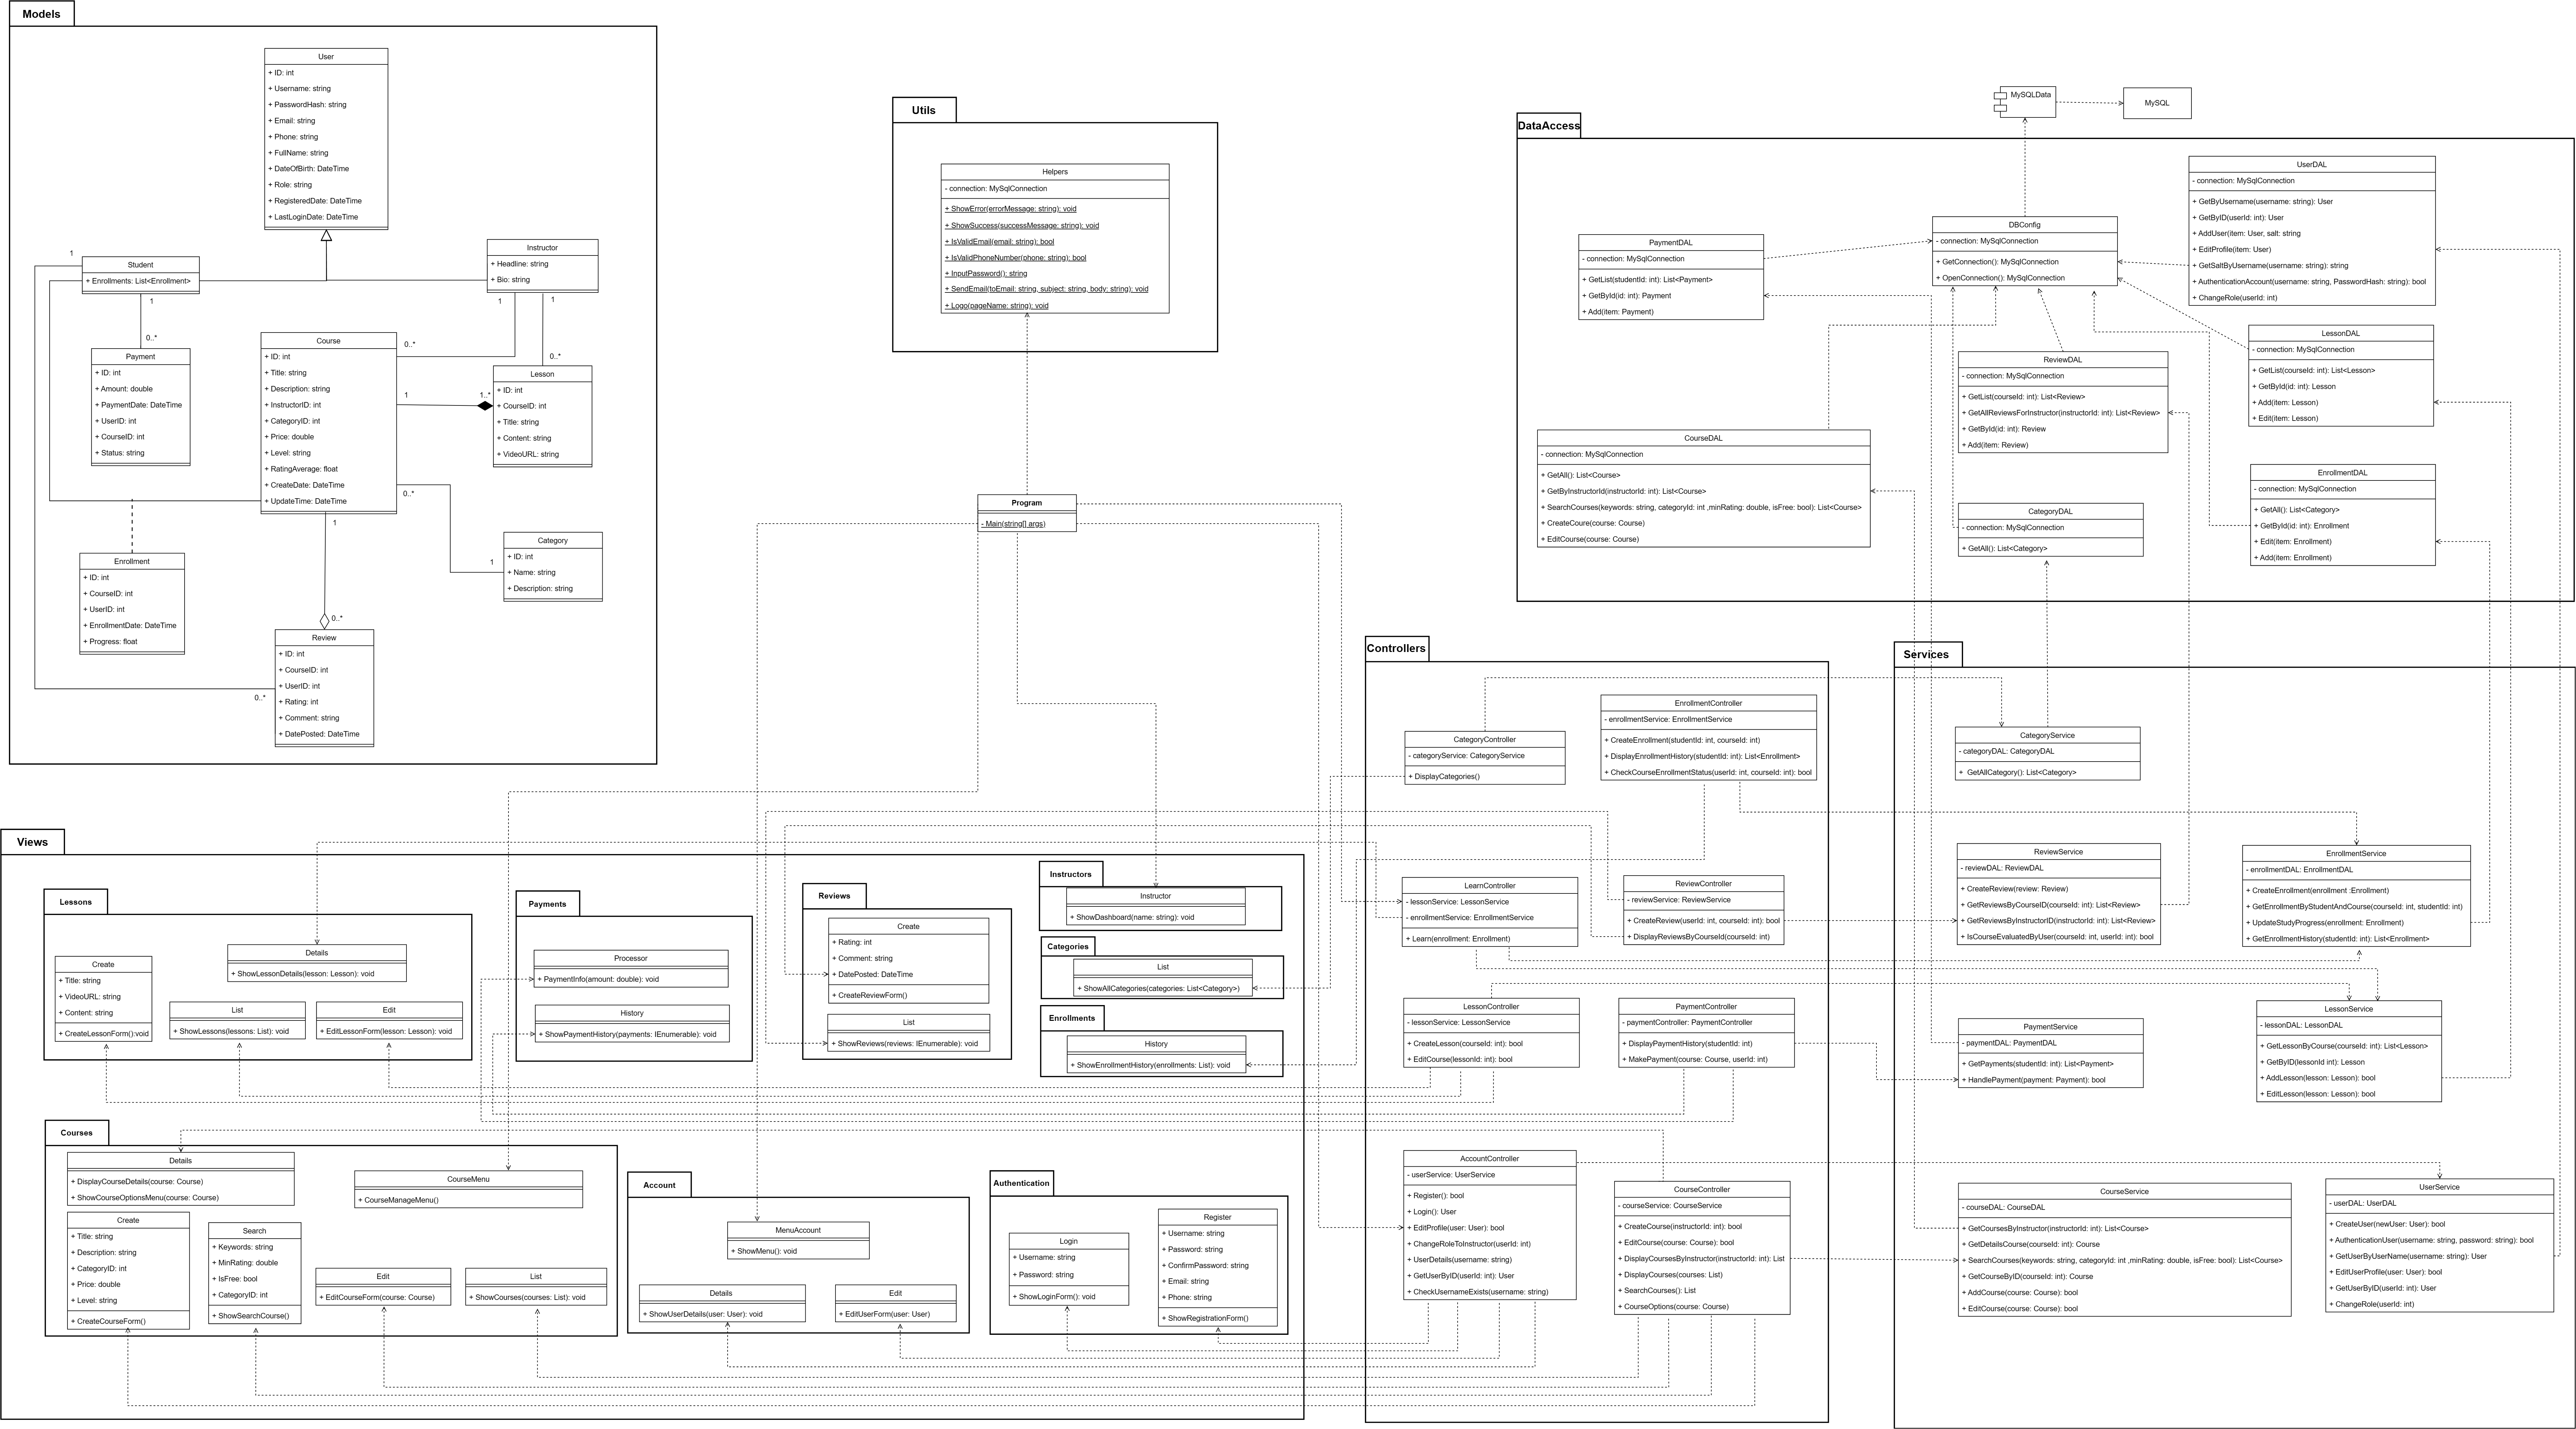 Models
User
+ ID: int
+ Username: string
+ PasswordHash: string
+ Email: string
+ Phone: string
+ FullName: string
+ DateOfBirth: DateTime
+ Role: string
+ RegisteredDate: DateTime
+ LastLoginDate: DateTime
1
Student
+ Enrollments: List<Enrollment>
1
0..*
Instructor
+ Headline: string
+ Bio: string
1
1
0..*
0..*
Payment
+ ID: int
+ Amount: double
+ PaymentDate: DateTime
+ UserID: int
+ CourseID: int
+ Status: string
Course
+ ID: int
+ Title: string
+ Description: string
+ InstructorID: int
+ CategoryID: int
+ Price: double
+ Level: string
+ RatingAverage: float
+ CreateDate: DateTime
+ UpdateTime: DateTime
1
1..*
Lesson
+ ID: int
+ CourseID: int
+ Title: string
+ Content: string
+ VideoURL: string
0..*
1
1
Category
+ ID: int
+ Name: string
+ Description: string
Enrollment
+ ID: int
+ CourseID: int
+ UserID: int
+ EnrollmentDate: DateTime
+ Progress: float
0..*
0..*
Review
+ ID: int
+ CourseID: int
+ UserID: int
+ Rating: int
+ Comment: string
+ DatePosted: DateTime
Utils
Helpers
- connection: MySqlConnection
+ ShowError(errorMessage: string): void
+ ShowSuccess(successMessage: string): void
+ IsValidEmail(email: string): bool
+ IsValidPhoneNumber(phone: string): bool
+ InputPassword(): string
+ SendEmail(toEmail: string, subject: string, body: string): void
+ Logo(pageName: string): void
Program
- Main(string[] args)
MySQLData
MySQL
DataAccess
PaymentDAL
- connection: MySqlConnection
+ GetList(studentId: int): List<Payment>
+ GetById(id: int): Payment
+ Add(item: Payment)
DBConfig
- connection: MySqlConnection
+ GetConnection(): MySqlConnection
+ OpenConnection(): MySqlConnection
UserDAL
- connection: MySqlConnection
+ GetByUsername(username: string): User
+ GetByID(userId: int): User
+ AddUser(item: User, salt: string
+ EditProfile(item: User)
+ GetSaltByUsername(username: string): string
+ AuthenticationAccount(username: string, PasswordHash: string): bool
+ ChangeRole(userId: int)
LessonDAL
- connection: MySqlConnection
+ GetList(courseId: int): List<Lesson>
+ GetById(id: int): Lesson
+ Add(item: Lesson)
+ Edit(item: Lesson)
ReviewDAL
- connection: MySqlConnection
+ GetList(courseId: int): List<Review>
+ GetAllReviewsForInstructor(instructorId: int): List<Review>
+ GetById(id: int): Review
+ Add(item: Review)
CourseDAL
- connection: MySqlConnection
+ GetAll(): List<Course>
+ GetByInstructorId(instructorId: int): List<Course>
+ SearchCourses(keywords: string, categoryId: int ,minRating: double, isFree: bool): List<Course>
+ CreateCoure(course: Course)
+ EditCourse(course: Course)
CategoryDAL
- connection: MySqlConnection
+ GetAll(): List<Category>
EnrollmentDAL
- connection: MySqlConnection
+ GetAll(): List<Category>
+ GetById(id: int): Enrollment
+ Edit(item: Enrollment)
+ Add(item: Enrollment)
Views
Lessons
Create
+ Title: string
+ VideoURL: string
+ Content: string
+ CreateLessonForm():void
Details
+ ShowLessonDetails(lesson: Lesson): void
List
+ ShowLessons(lessons: List): void
Edit
+ EditLessonForm(lesson: Lesson): void
Payments
Processor
+ PaymentInfo(amount: double): void
History
+ ShowPaymentHistory(payments: IEnumerable): void
Reviews
Create
+ Rating: int
+ Comment: string
+ DatePosted: DateTime
+ CreateReviewForm()
List
+ ShowReviews(reviews: IEnumerable): void
Instructors
Instructor
+ ShowDashboard(name: string): void
Categories
List
+ ShowAllCategories(categories: List<Category>)
Enrollments
History
+ ShowEnrollmentHistory(enrollments: List): void
Courses
Details
+ DisplayCourseDetails(course: Course)
+ ShowCourseOptionsMenu(course: Course)
CourseMenu
+ CourseManageMenu()
Create
+ Title: string
+ Description: string
+ CategoryID: int
+ Price: double
+ Level: string
+ CreateCourseForm()
Search
+ Keywords: string
+ MinRating: double
+ IsFree: bool
+ CategoryID: int
+ ShowSearchCourse()
Edit
+ EditCourseForm(course: Course)
List
+ ShowCourses(courses: List): void
Account
MenuAccount
+ ShowMenu(): void
Details
+ ShowUserDetails(user: User): void
Edit
+ EditUserForm(user: User)
Authentication
Login
+ Username: string
+ Password: string
+ ShowLoginForm(): void
Register
+ Username: string
+ Password: string
+ ConfirmPassword: string
+ Email: string
+ Phone: string
+ ShowRegistrationForm()
Controllers
CategoryController
- categoryService: CategoryService
+ DisplayCategories()
EnrollmentController
- enrollmentService: EnrollmentService
+ CreateEnrollment(studentId: int, courseId: int)
+ DisplayEnrollmentHistory(studentId: int): List<Enrollment>
+ CheckCourseEnrollmentStatus(userId: int, courseId: int): bool
LearnController
- lessonService: LessonService
- enrollmentService: EnrollmentService
+ Learn(enrollment: Enrollment)
ReviewController
- reviewService: ReviewService
+ CreateReview(userId: int, courseId: int): bool
+ DisplayReviewsByCourseId(courseId: int)
LessonController
- lessonService: LessonService
+ CreateLesson(courseId: int): bool
+ EditCourse(lessonId: int): bool
PaymentController
- paymentController: PaymentController
+ DisplayPaymentHistory(studentId: int)
+ MakePayment(course: Course, userId: int)
AccountController
- userService: UserService
+ Register(): bool
+ Login(): User
+ EditProfile(user: User): bool
+ ChangeRoleToInstructor(userId: int)
+ UserDetails(username: string)
+ GetUserByID(userId: int): User
+ CheckUsernameExists(username: string)
CourseController
- courseService: CourseService
+ CreateCourse(instructorId: int): bool
+ EditCourse(course: Course): bool
+ DisplayCoursesByInstructor(instructorId: int): List
+ DisplayCourses(courses: List)
+ SearchCourses(): List
+ CourseOptions(course: Course)
Services
CategoryService
- categoryDAL: CategoryDAL
+ GetAllCategory(): List<Category>
ReviewService
- reviewDAL: ReviewDAL
+ CreateReview(review: Review)
+ GetReviewsByCourseID(courseId: int): List<Review>
+ GetReviewsByInstructorID(instructorId: int): List<Review>
+ IsCourseEvaluatedByUser(courseId: int, userId: int): bool
EnrollmentService
- enrollmentDAL: EnrollmentDAL
+ CreateEnrollment(enrollment :Enrollment)
+ GetEnrollmentByStudentAndCourse(courseId: int, studentId: int)
+ UpdateStudyProgress(enrollment: Enrollment)
+ GetEnrollmentHistory(studentId: int): List<Enrollment>
PaymentService
- paymentDAL: PaymentDAL
+ GetPayments(studentId: int): List<Payment>
+ HandlePayment(payment: Payment): bool
LessonService
- lessonDAL: LessonDAL
+ GetLessonByCourse(courseId: int): List<Lesson>
+ GetByID(lessonId int): Lesson
+ AddLesson(lesson: Lesson): bool
+ EditLesson(lesson: Lesson): bool
CourseService
- courseDAL: CourseDAL
+ GetCoursesByInstructor(instructorId: int): List<Course>
+ GetDetailsCourse(courseId: int): Course
+ SearchCourses(keywords: string, categoryId: int ,minRating: double, isFree: bool): List<Course>
+ GetCourseByID(courseId: int): Course
+ AddCourse(course: Course): bool
+ EditCourse(course: Course): bool
UserService
- userDAL: UserDAL
+ CreateUser(newUser: User): bool
+ AuthenticationUser(username: string, password: string): bool
+ GetUserByUserName(username: string): User
+ EditUserProfile(user: User): bool
+ GetUserByID(userId: int): User
+ ChangeRole(userId: int)